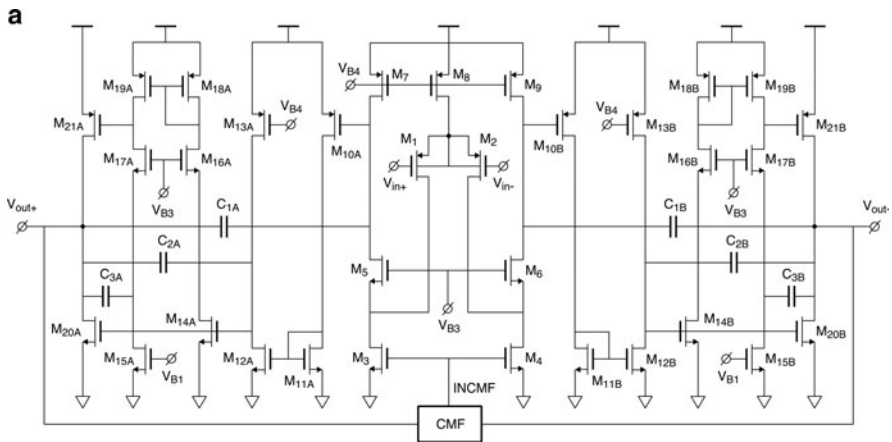 a
M19A M18A
M21A
M17A M16A
VB3
M13A
VB4
M10A
VB4
M7 M8 M9
M1 M2
Vin+ Vin-
M10B
VB4
M13B
M18B M19B
M21B
M16B M17B
VB3
Vout+
C1A
C2A
C3A
C1B
C2B
C3B
Vout-
M5 M6
VB3
M20A
M14A
M15A
VB1
M12A
M11A
M3 M4
INCMF
CMF
M11B
M12B
M14B
M15B
VB1
M20B